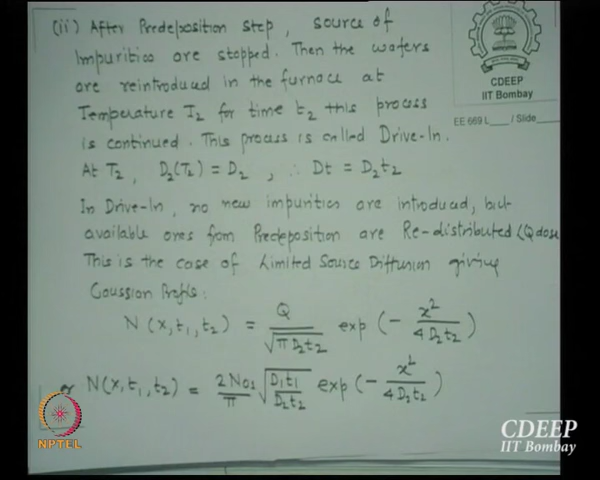 (ii) After Predeposition step, source of
Impurities are stopped. Then the wafers
are reintroduced in the furnace at
Temperature T₂ for time t₂ this process
is continued. This process is called Drive-In.
At T₂, D₂(T₂) = D₂, ∴ Dt = D₂t₂
In Drive-In, no new impurities are introduced, but
available ones from Predeposition are Re-distributed (Q dose
This is the case of Limited Source Diffusion giving
Gaussian Profile:
N(x, t₁, t₂) = Q/√(π D₂t₂) exp(- x²/4D₂t₂)
or N(x, t₁, t₂) = 2N₀₁/π √(D₁t₁/D₂t₂) exp(- x²/4D₂t₂)
CDEEP
IIT Bombay
EE 669 L___ / Slide___
NPTEL
CDEEP
IIT Bombay